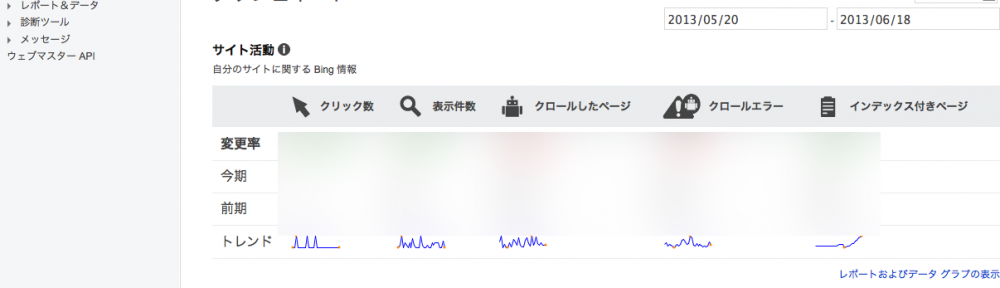 レポート＆データ
診断ツール
メッセージ
ウェブマスター API
2013/05/20 - 2013/06/18
サイト活動
自分のサイトに関する Bing 情報
クリック数 表示件数 クロールしたページ クロールエラー インデックス付きページ
変更率
今期
前期
トレンド
レポートおよびデータ グラフの表示